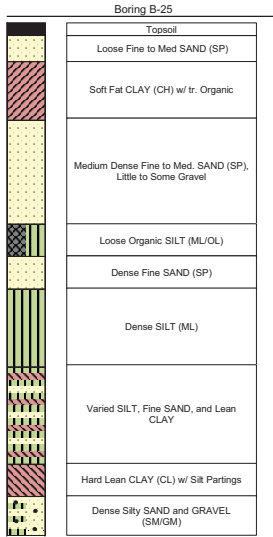 Boring B-25
Topsoil
Loose Fine to Med SAND (SP)
Soft Fat CLAY (CH) w/ tr. Organic
Medium Dense Fine to Med. SAND (SP),
Little to Some Gravel
Loose Organic SILT (ML/OL)
Dense Fine SAND (SP)
Dense SILT (ML)
Varied SILT, Fine SAND, and Lean
CLAY
Hard Lean CLAY (CL) w/ Silt Partings
Dense Silty SAND and GRAVEL
(SM/GM)